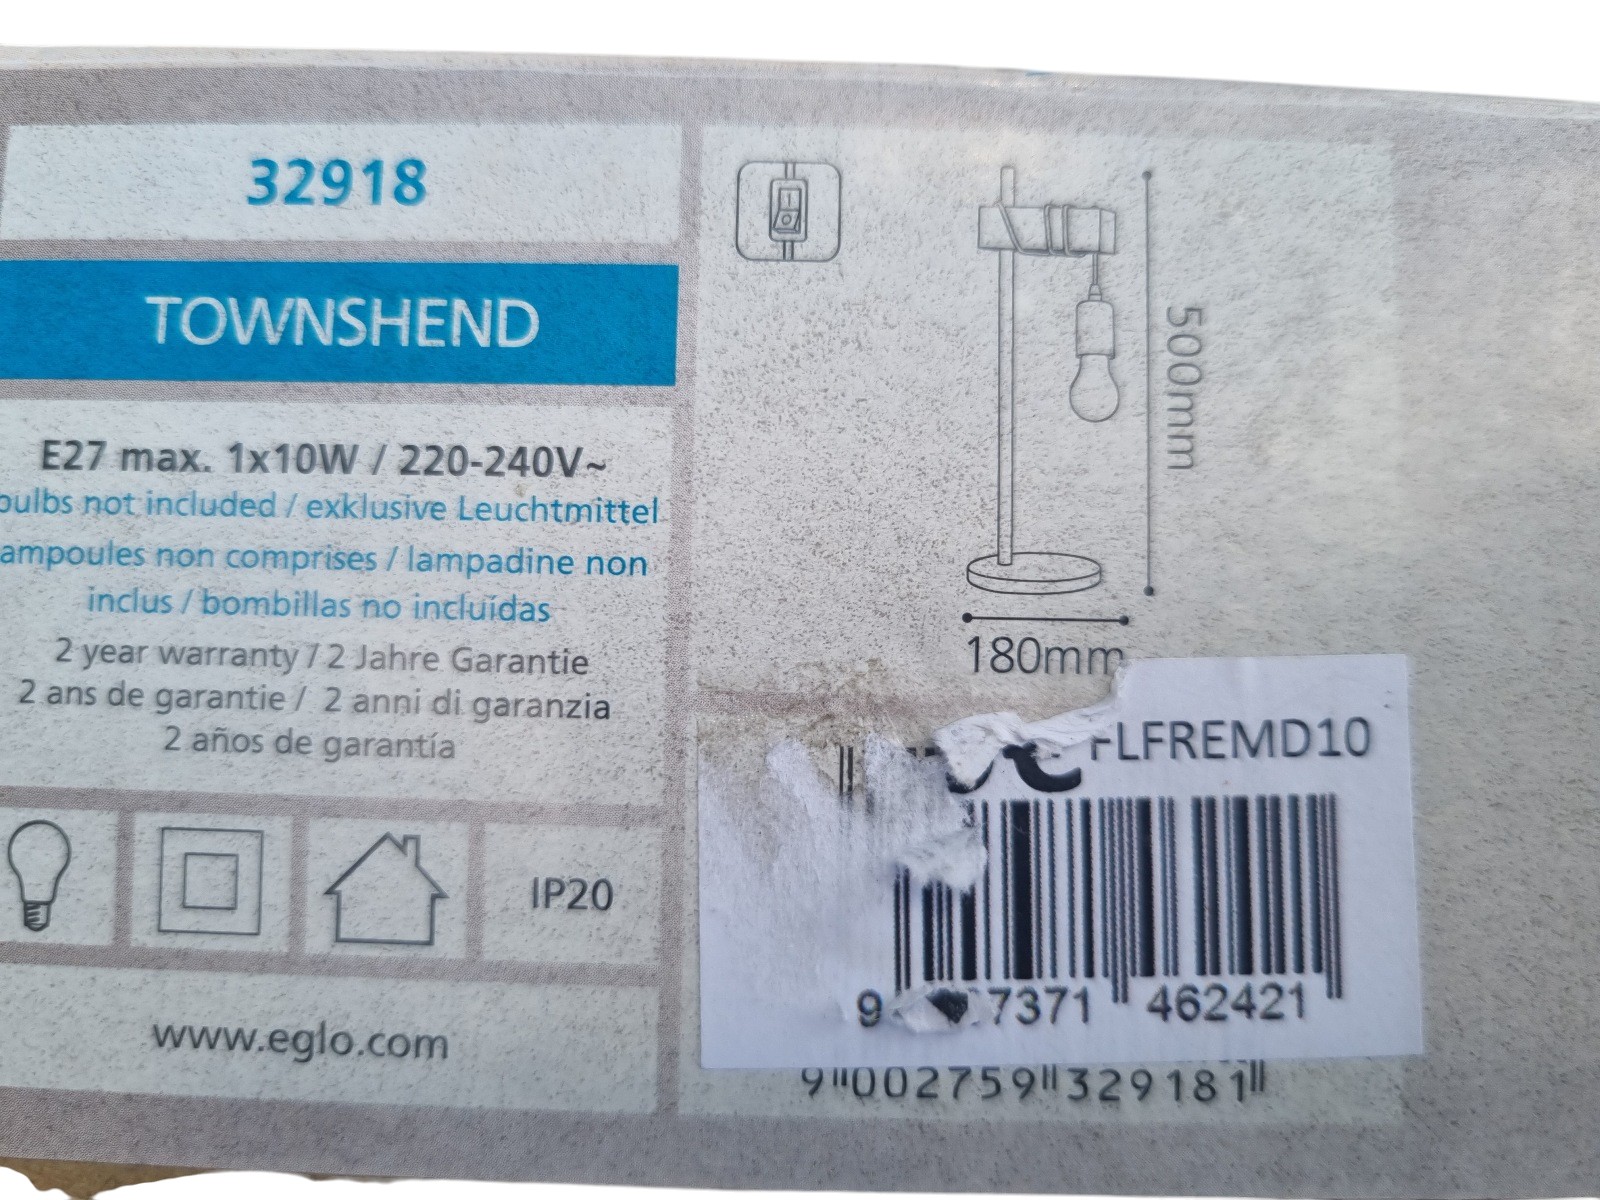 32918
TOWNSHEND
E27 max. 1x10W / 220-240V~
bulbs not included / exklusive Leuchtmittel
ampoules non comprises / lampadine non
inclus / bombillas no incluídas
2 year warranty / 2 Jahre Garantie
2 ans de garantie / 2 anni di garanzia
2 años de garantía
IP20
www.eglo.com
500mm
180mm
FLFREMD10
9 7371 462421
9 002759 329181